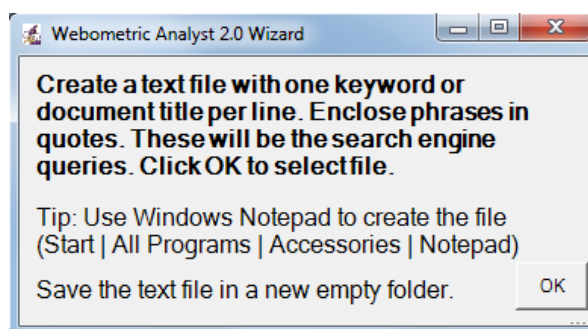 Webometric Analyst 2.0 Wizard
Create a text file with one keyword or
document title per line. Enclose phrases in
quotes. These will be the search engine
queries. Click OK to select file.
Tip: Use Windows Notepad to create the file
(Start | All Programs | Accessories | Notepad)
Save the text file in a new empty folder.
OK